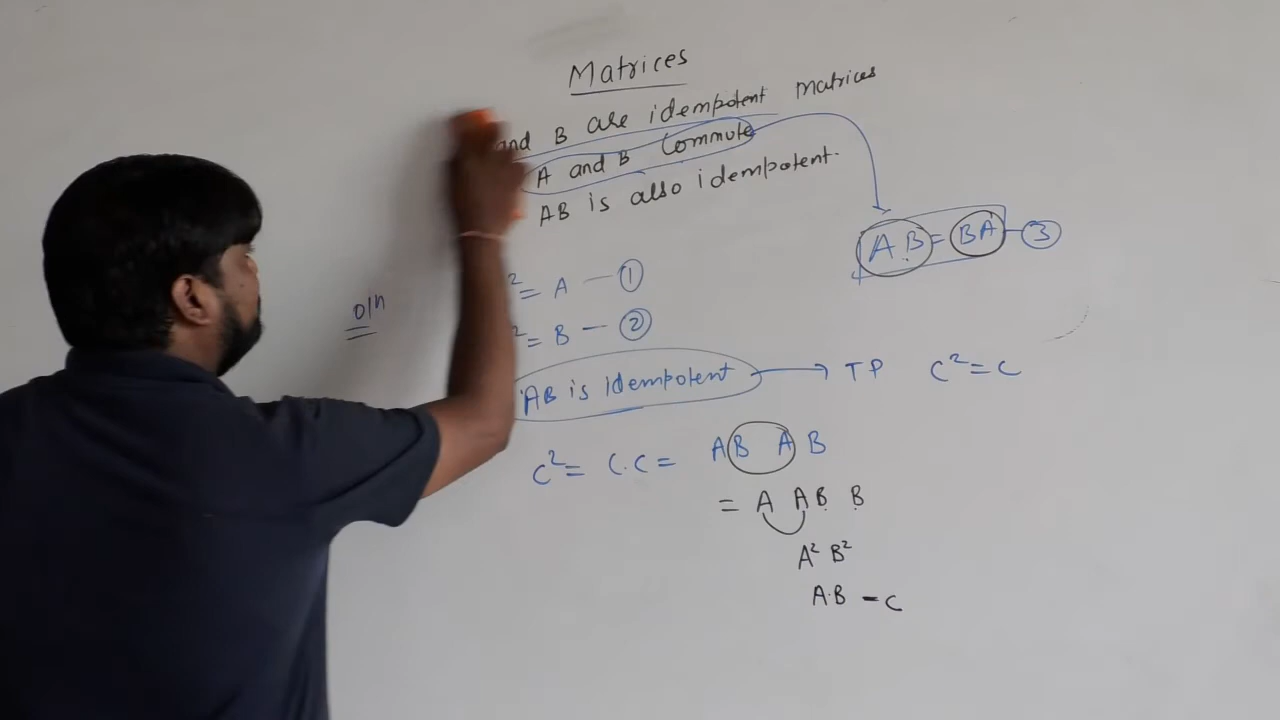 Matrices
and B are idempotent matrices
A and B Commute
AB is also idempotent.
AB = BA — 3
2 = A — 1
2 = B — 2
AB is idempotent → TP C² = C
C² = C.C = AB AB
= A AB B
A² B²
A.B = C